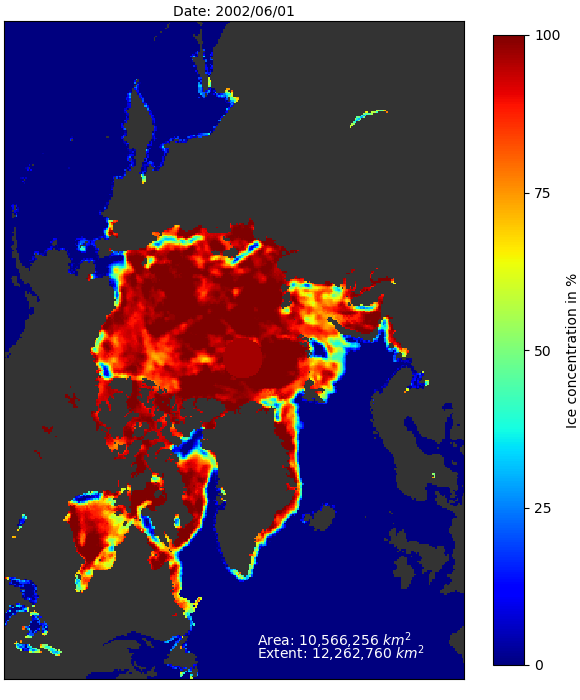 Date: 2002/06/01
100
75
50
25
0
Ice concentration in %
Area: 10,566,256 km²
Extent: 12,262,760 km²